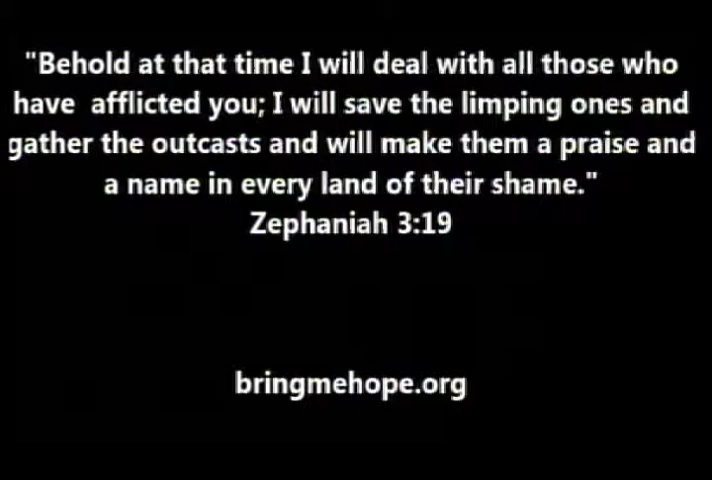 "Behold at that time I will deal with all those who
have afflicted you; I will save the limping ones and
gather the outcasts and will make them a praise and
a name in every land of their shame."
Zephaniah 3:19
bringmehope.org